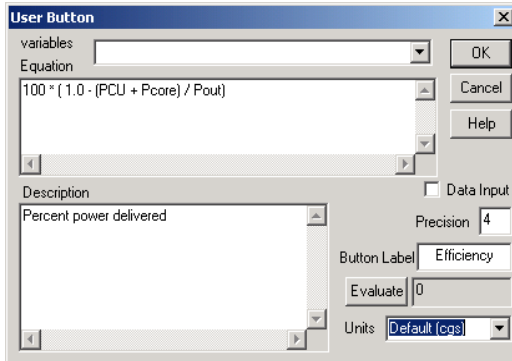 User Button
variables
OK
Equation
100 * ( 1.0 - (PCU + Pcore) / Pout)
Cancel
Help
Description
Data Input
Percent power delivered
Precision 4
Button Label Efficiency
Evaluate 0
Units Default (cgs)